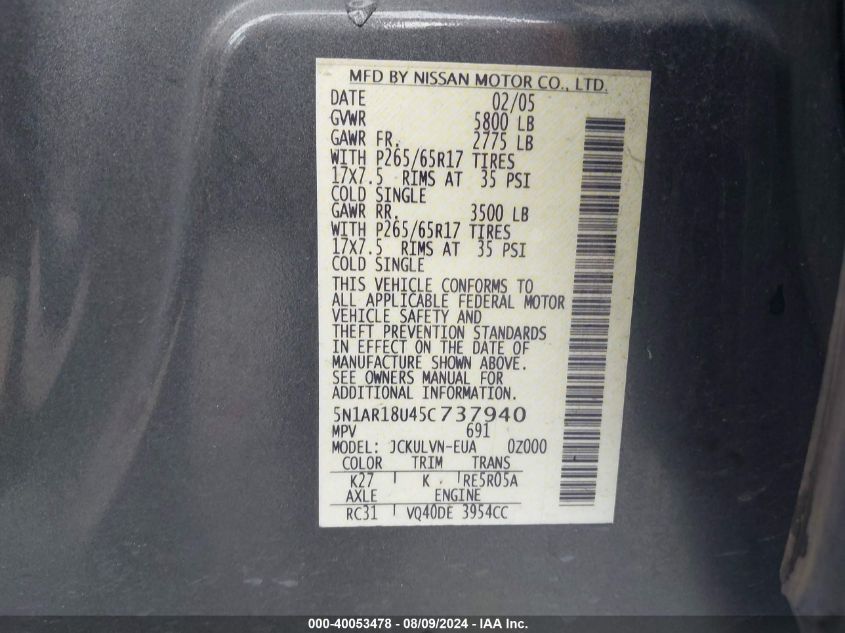 MFD BY NISSAN MOTOR CO., LTD.
DATE 02/05
GVWR 5800 LB
GAWR FR. 2775 LB
WITH P265/65R17 TIRES
17X7.5 RIMS AT 35 PSI
COLD SINGLE
GAWR RR. 3500 LB
WITH P265/65R17 TIRES
17X7.5 RIMS AT 35 PSI
COLD SINGLE
THIS VEHICLE CONFORMS TO
ALL APPLICABLE FEDERAL MOTOR
VEHICLE SAFETY AND
THEFT PREVENTION STANDARDS
IN EFFECT ON THE DATE OF
MANUFACTURE SHOWN ABOVE.
SEE OWNERS MANUAL FOR
ADDITIONAL INFORMATION.
5N1AR18U45C737940
MPV 691
MODEL: JCKULVN-EUA 0Z000
COLOR TRIM TRANS
K27 K RE5R05A
AXLE ENGINE
RC31 VQ40DE 3954CC
000-40053478 - 08/09/2024 - IAA Inc.